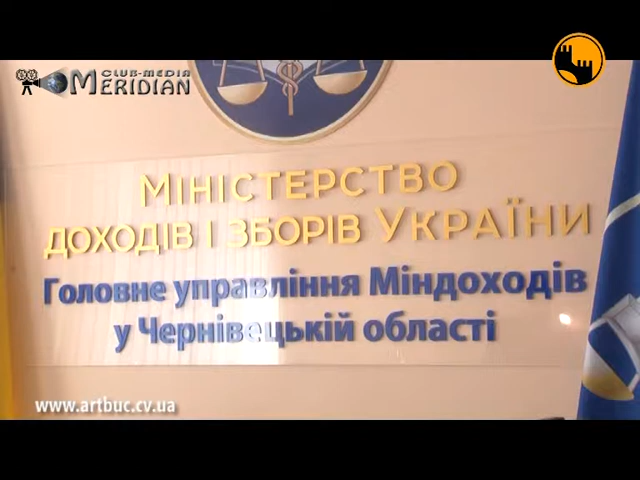 CLUB-MEDIA
MERIDIAN
МІНІСТЕРСТВО
ДОХОДІВ І ЗБОРІВ УКРАЇНИ
Головне управління Міндоходів
у Чернівецькій області
www.artbuc.cv.ua